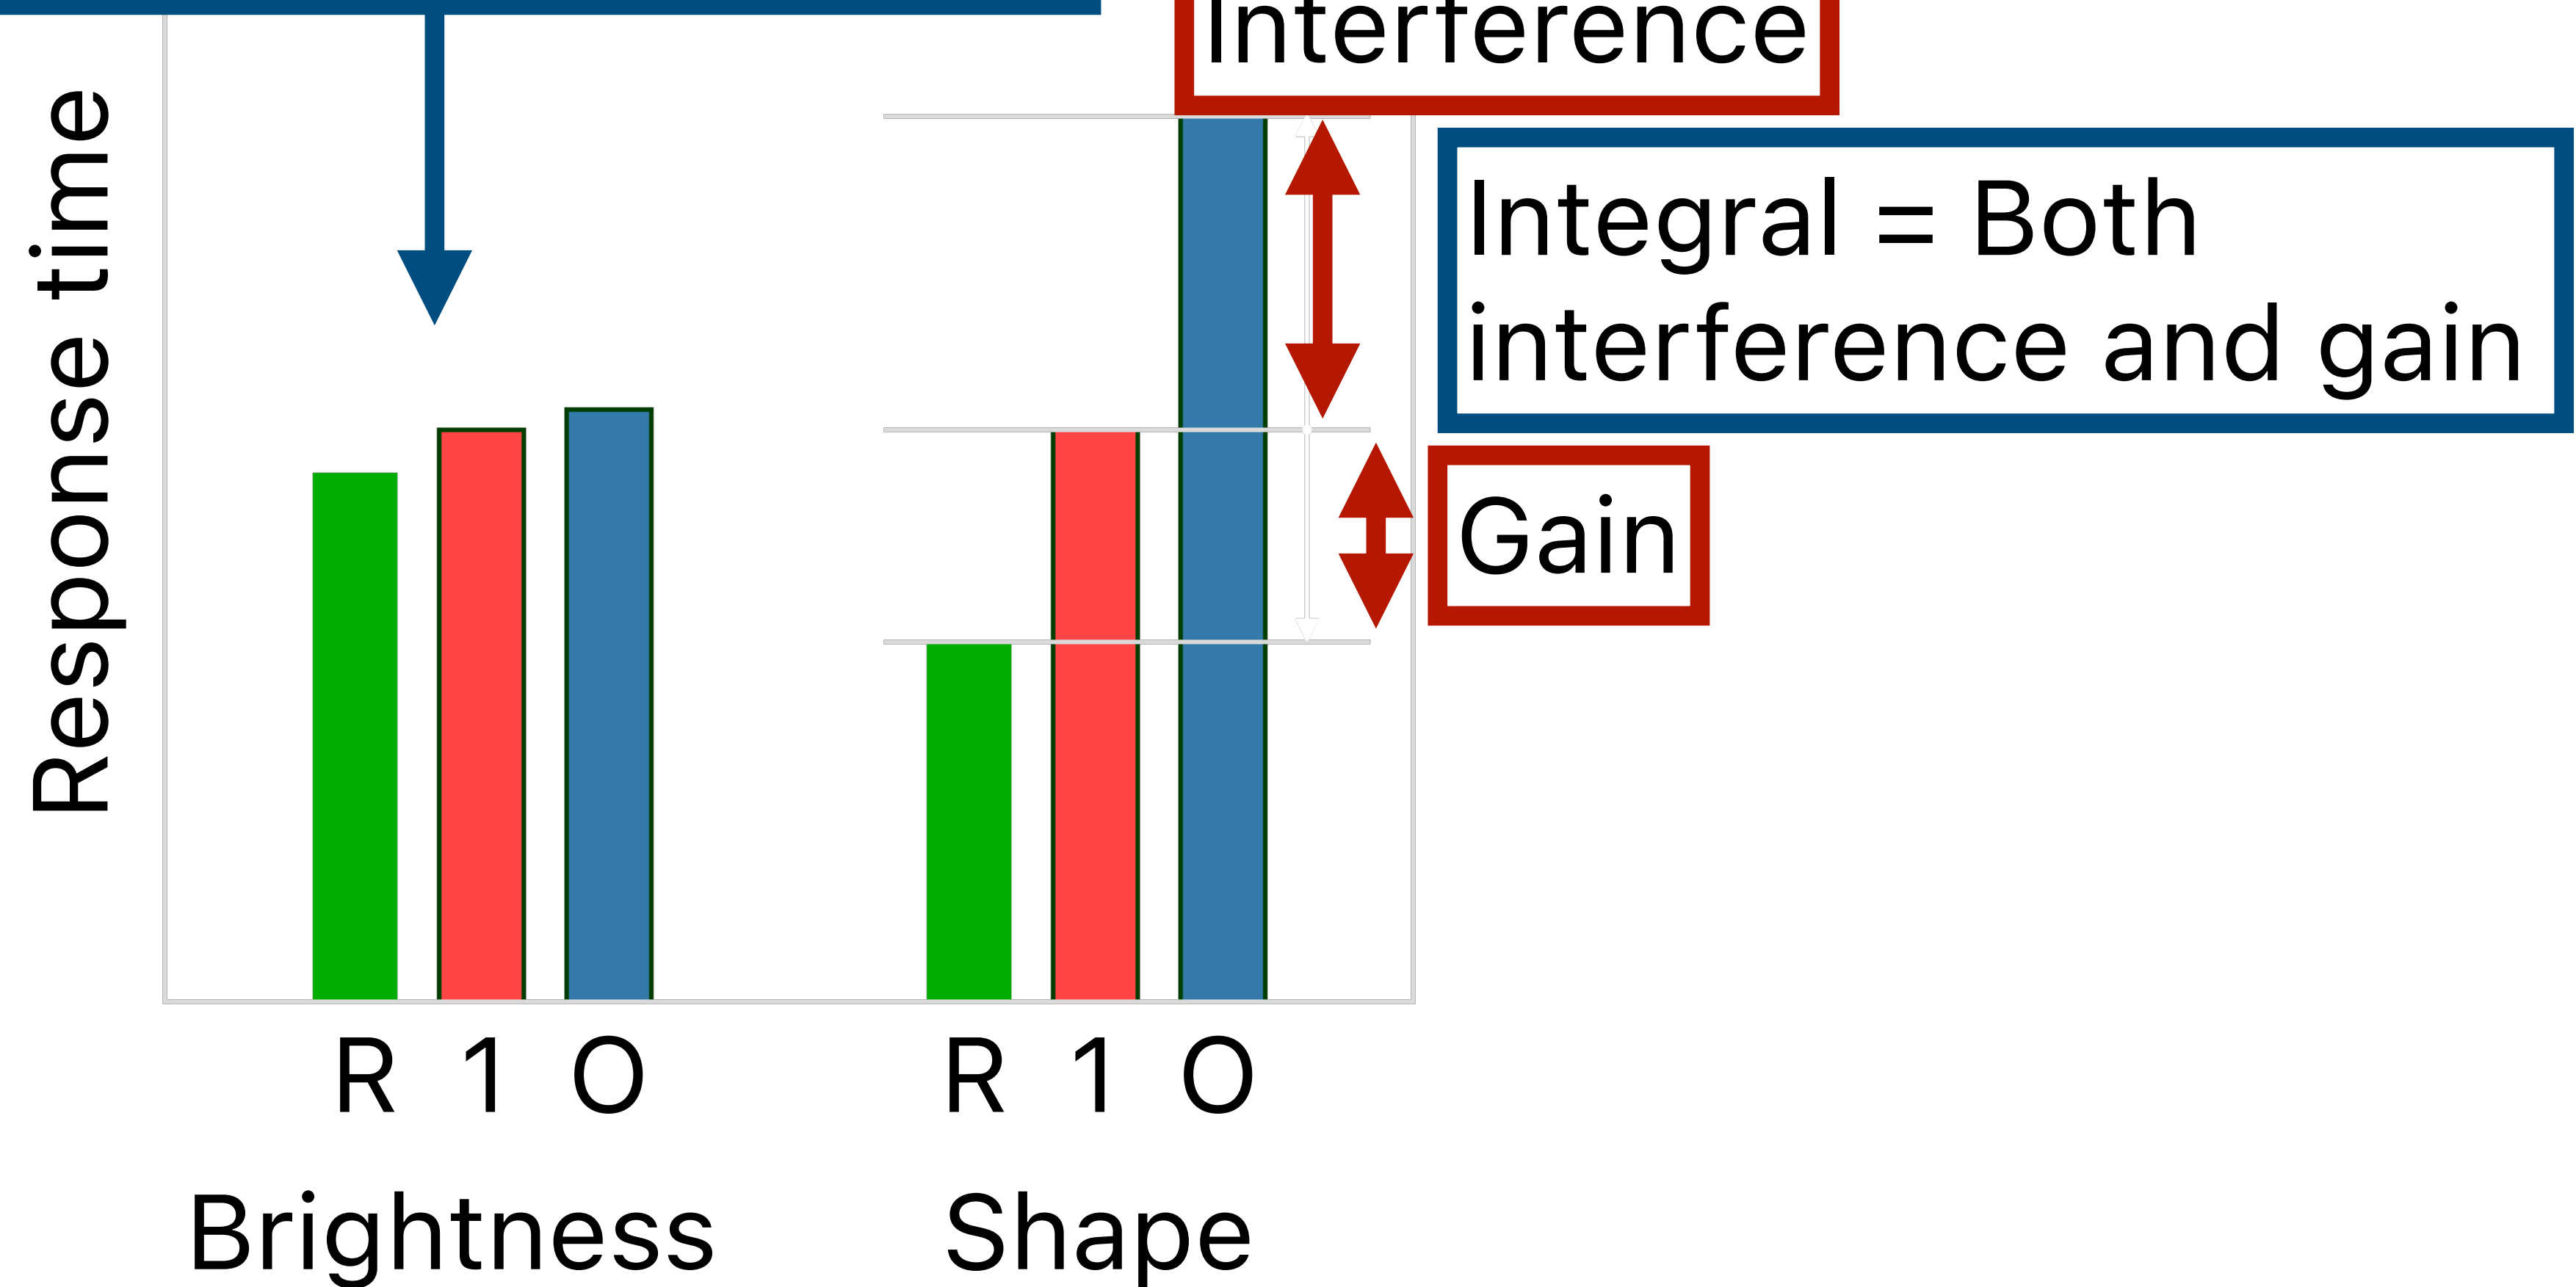 Interference
Response time
Integral = Both
interference and gain
Gain
R 1 O
R 1 O
Brightness
Shape